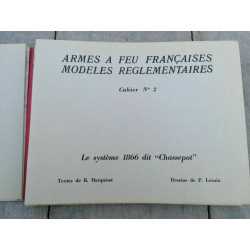 ARMES A FEU FRANÇAISES
MODELES REGLEMENTAIRES
Cahier N° 2
Le système 1866 dit "Chassepot"
Textes de R. Marquiset Dessins de P. Lorain